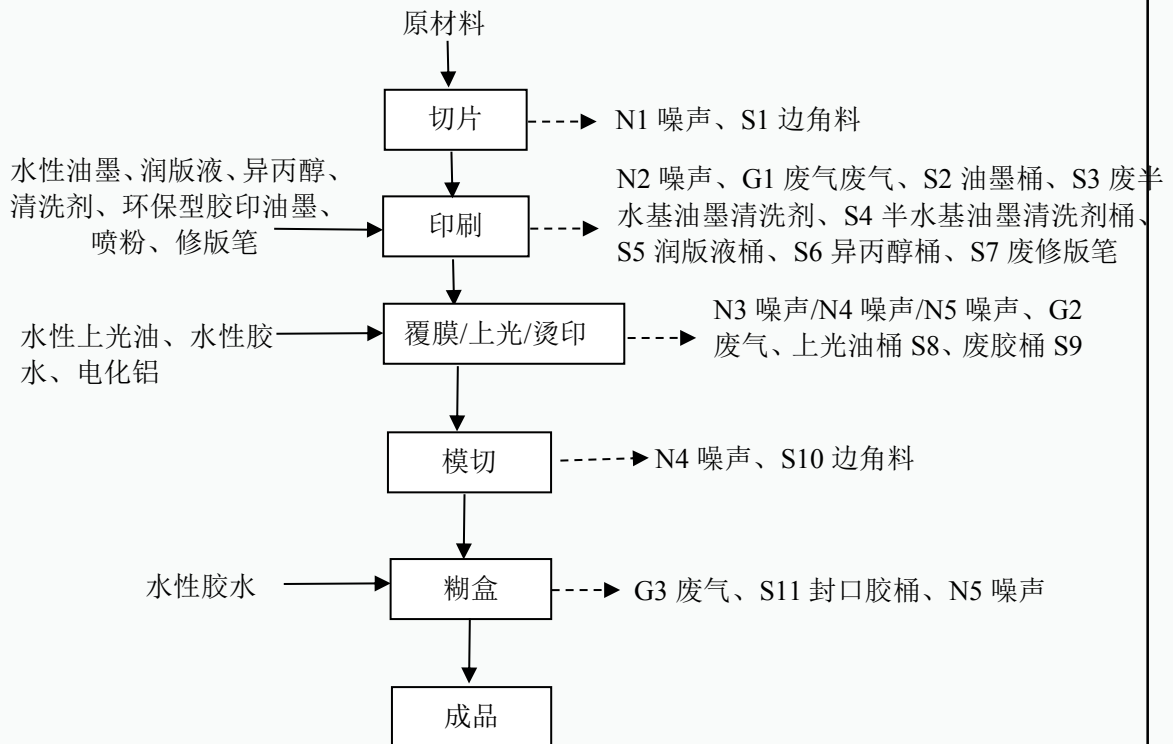 原材料
切片
N1 噪声、S1 边角料
水性油墨、润版液、异丙醇、
清洗剂、环保型胶印油墨、
喷粉、修版笔
印刷
N2 噪声、G1 废气废气、S2 油墨桶、S3 废半
水基油墨清洗剂、S4 半水基油墨清洗剂桶、
S5 润版液桶、S6 异丙醇桶、S7 废修版笔
水性上光油、水性胶
水、电化铝
覆膜/上光/烫印
N3 噪声/N4 噪声/N5 噪声、G2
废气、上光油桶 S8、废胶桶 S9
模切
N4 噪声、S10 边角料
水性胶水
糊盒
G3 废气、S11 封口胶桶、N5 噪声
成品